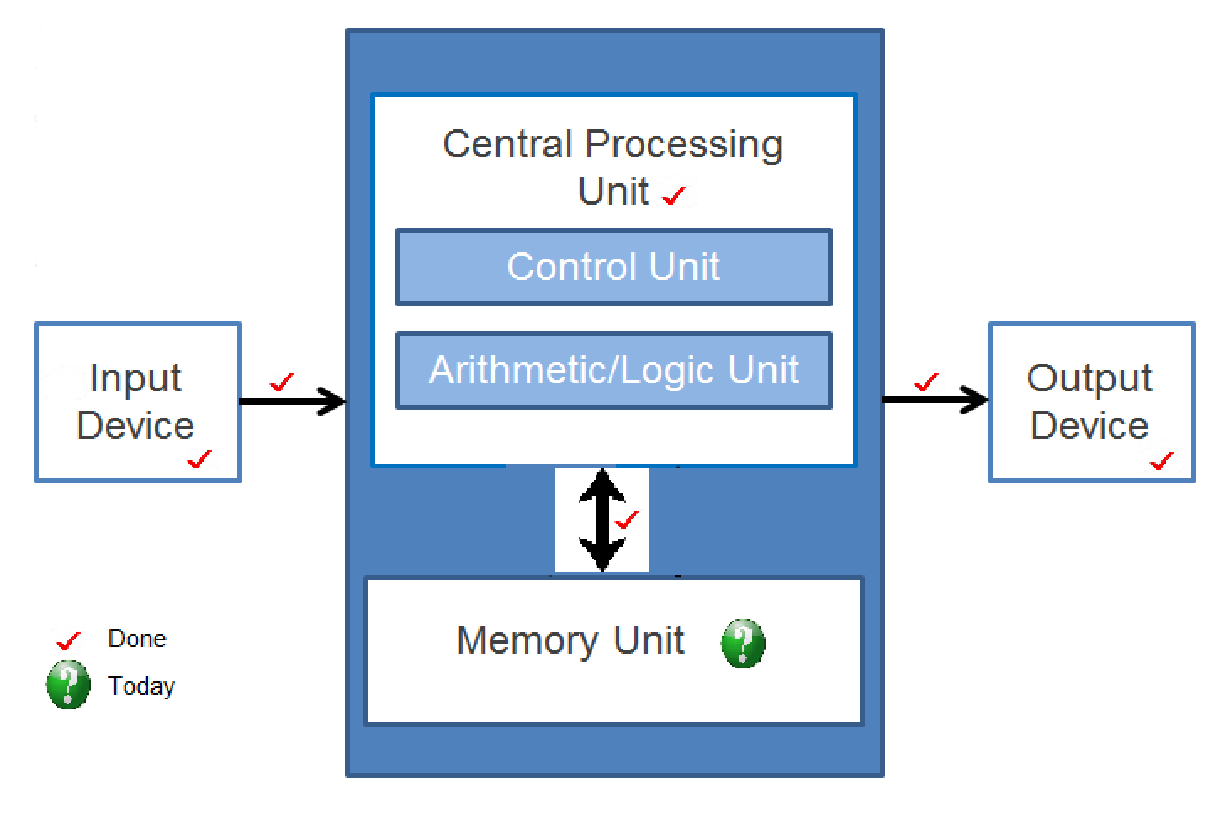 Central Processing
Unit
Control Unit
Arithmetic/Logic Unit
Input
Device
Output
Device
Memory Unit
Done
Today